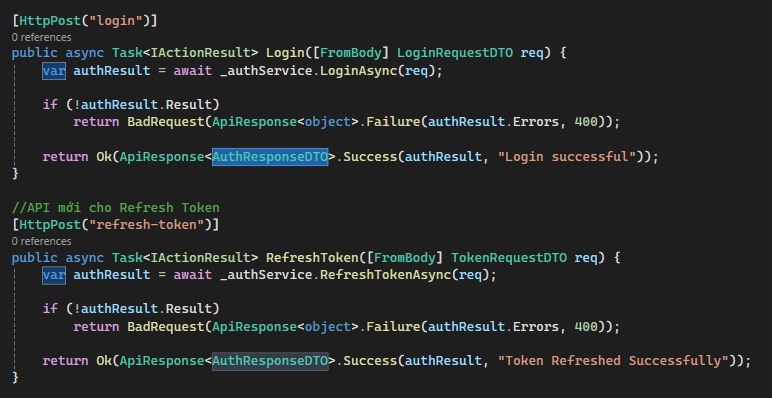 [HttpPost("login")]
0 references
public async Task<IActionResult> Login([FromBody] LoginRequestDTO req) {
var authResult = await _authService.LoginAsync(req);
if (!authResult.Result)
return BadRequest(ApiResponse<object>.Failure(authResult.Errors, 400));
return Ok(ApiResponse<AuthResponseDTO>.Success(authResult, "Login successful"));
}
//API mới cho Refresh Token
[HttpPost("refresh-token")]
0 references
public async Task<IActionResult> RefreshToken([FromBody] TokenRequestDTO req) {
var authResult = await _authService.RefreshTokenAsync(req);
if (!authResult.Result)
return BadRequest(ApiResponse<object>.Failure(authResult.Errors, 400));
return Ok(ApiResponse<AuthResponseDTO>.Success(authResult, "Token Refreshed Successfully"));
}